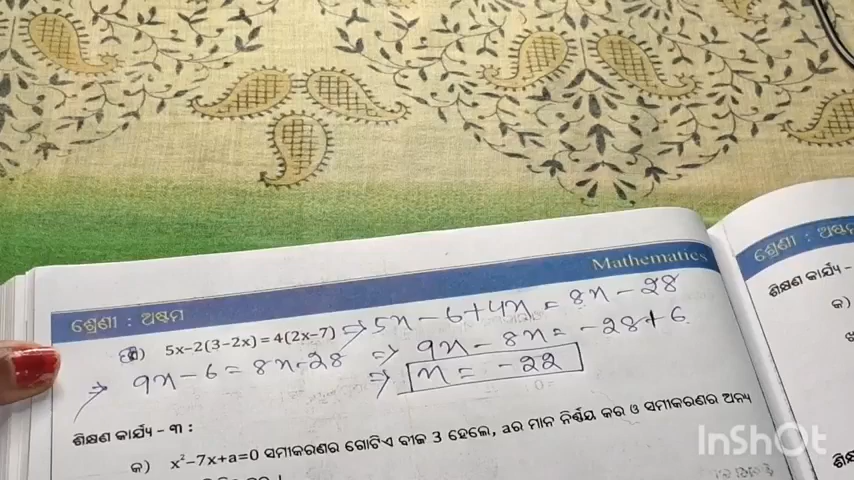 Mathematics
ଶ୍ରେଣୀ : ଅଷ୍ଟମ
5x–2(3–2x)=4(2x–7) ⇒ 5x – 6 + 4x = 8x – 28
⇒ 9x – 6 = 8x – 28 ⇒ 9x – 8x = – 28 + 6
⇒ x = – 22
ଶିକ୍ଷଣ କାର୍ଯ୍ୟ – ୩ :
କ) x²–7x+a=0 ସମୀକରଣର ଗୋଟିଏ ବୀଜ 3 ହେଲେ, aର ମାନ ନିର୍ଣ୍ଣୟ କର ଓ ସମୀକରଣର ଅନ୍ୟ
ଶ୍ରେଣୀ :
ଶିକ୍ଷଣ କାର୍ଯ୍ୟ –
କ)
InShOt